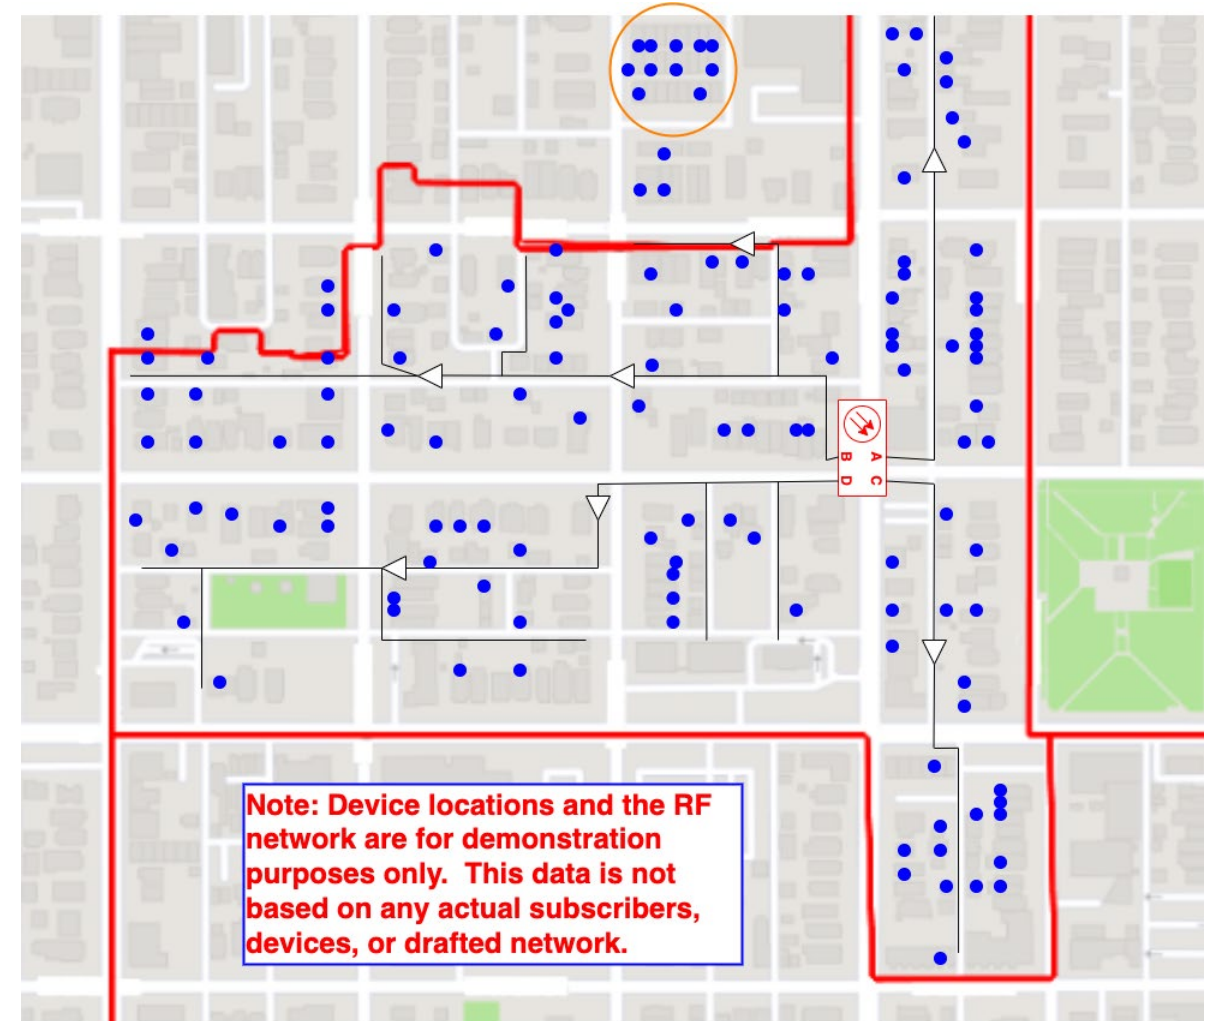 B A
D C
Note: Device locations and the RF
network are for demonstration
purposes only.  This data is not
based on any actual subscribers,
devices, or drafted network.